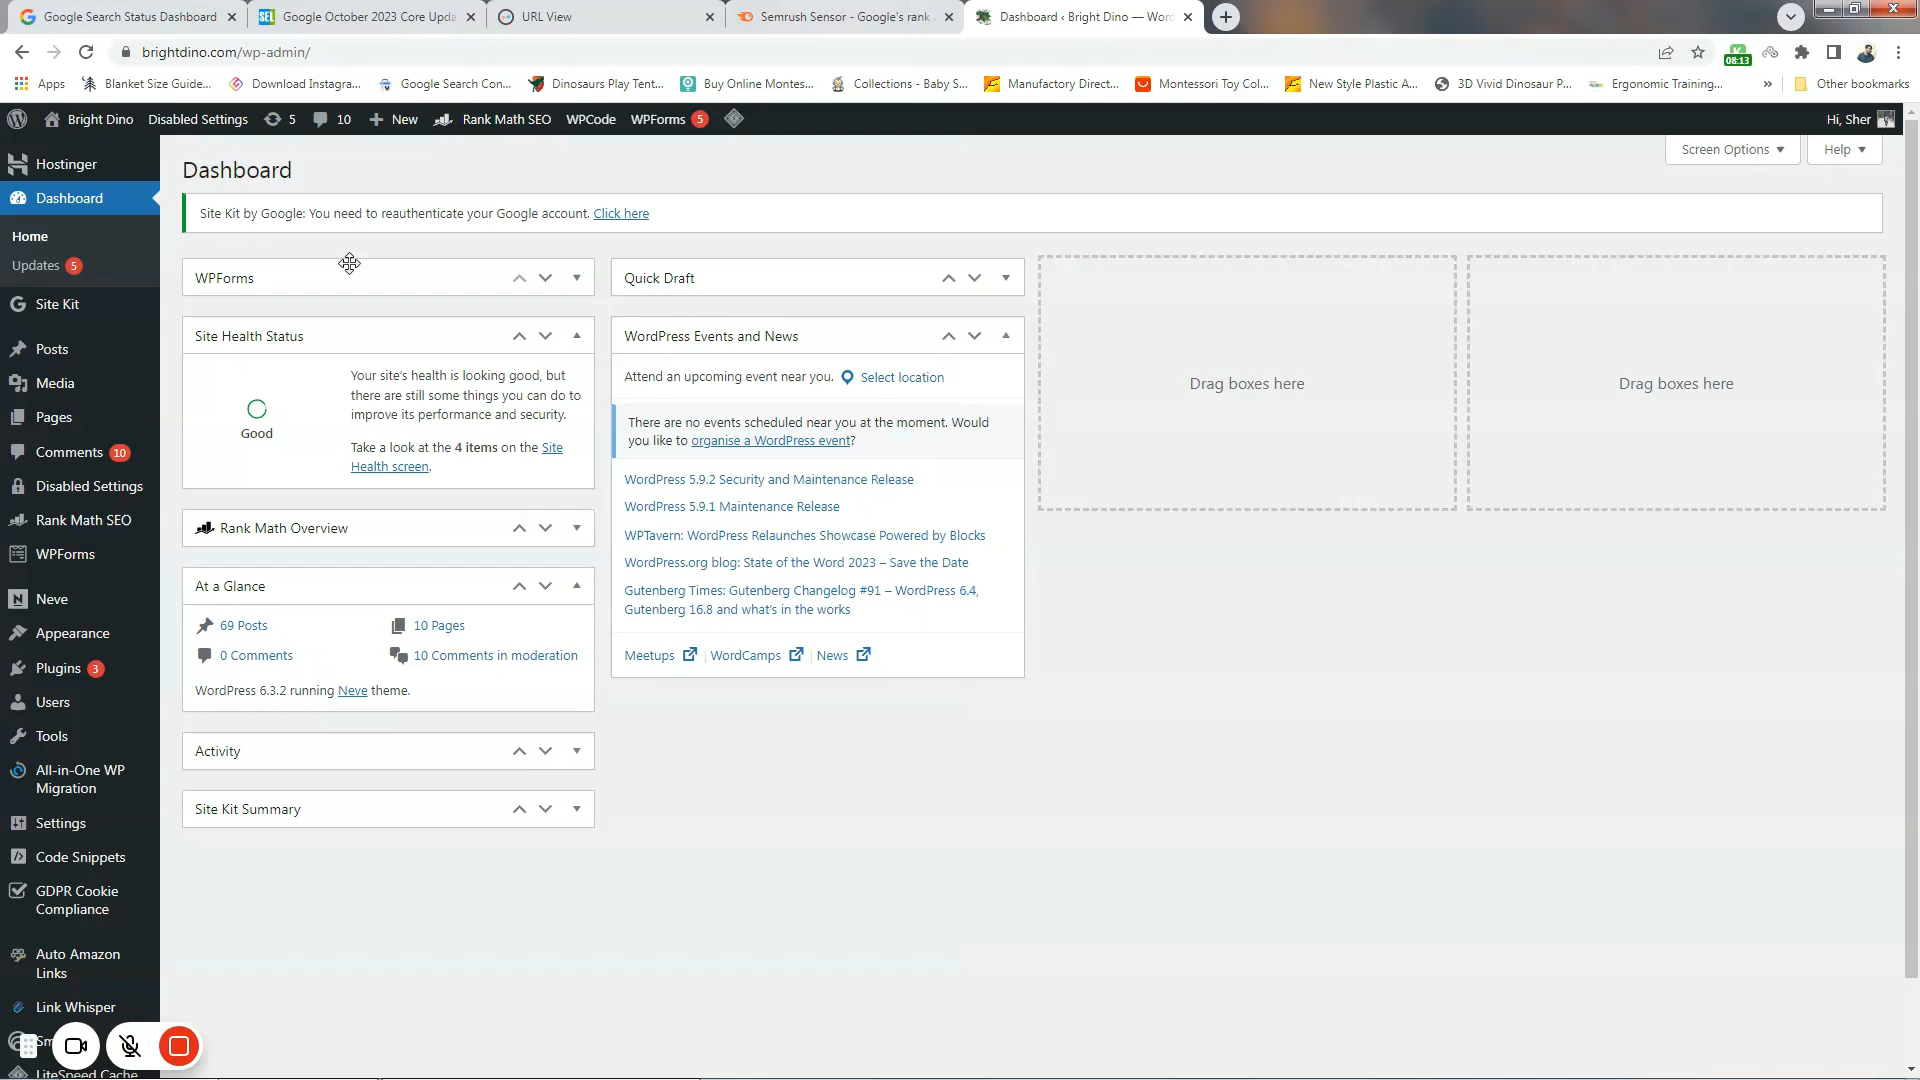 Google Search Status Dashboard
Google October 2023 Core Upda
URL View
Semrush Sensor - Google's rank
Dashboard ‹ Bright Dino — Word
brightdino.com/wp-admin/
08:13
Apps
Blanket Size Guide...
Download Instagra...
Google Search Con...
Dinosaurs Play Tent...
Buy Online Montes...
Collections - Baby S...
Manufactory Direct...
Montessori Toy Col...
New Style Plastic A...
3D Vivid Dinosaur P...
Ergonomic Training...
»
Other bookmarks
Bright Dino
Disabled Settings
5
10
New
Rank Math SEO
WPCode
WPForms 5
Hi, Sher
Hostinger
Dashboard
Home
Updates 5
Site Kit
Posts
Media
Pages
Comments 10
Disabled Settings
Rank Math SEO
WPForms
Neve
Appearance
Plugins 3
Users
Tools
All-in-One WP
Migration
Settings
Code Snippets
GDPR Cookie
Compliance
Auto Amazon
Links
Link Whisper
Sm
LiteSpeed Cache
Dashboard
Screen Options
Help
Site Kit by Google: You need to reauthenticate your Google account. Click here
WPForms
Site Health Status
Good
Your site's health is looking good, but
there are still some things you can do to
improve its performance and security.
Take a look at the 4 items on the Site
Health screen.
Rank Math Overview
At a Glance
69 Posts
10 Pages
0 Comments
10 Comments in moderation
WordPress 6.3.2 running Neve theme.
Activity
Site Kit Summary
Quick Draft
WordPress Events and News
Attend an upcoming event near you. Select location
There are no events scheduled near you at the moment. Would
you like to organise a WordPress event?
WordPress 5.9.2 Security and Maintenance Release
WordPress 5.9.1 Maintenance Release
WPTavern: WordPress Relaunches Showcase Powered by Blocks
WordPress.org blog: State of the Word 2023 – Save the Date
Gutenberg Times: Gutenberg Changelog #91 – WordPress 6.4,
Gutenberg 16.8 and what's in the works
Meetups | WordCamps | News
Drag boxes here
Drag boxes here